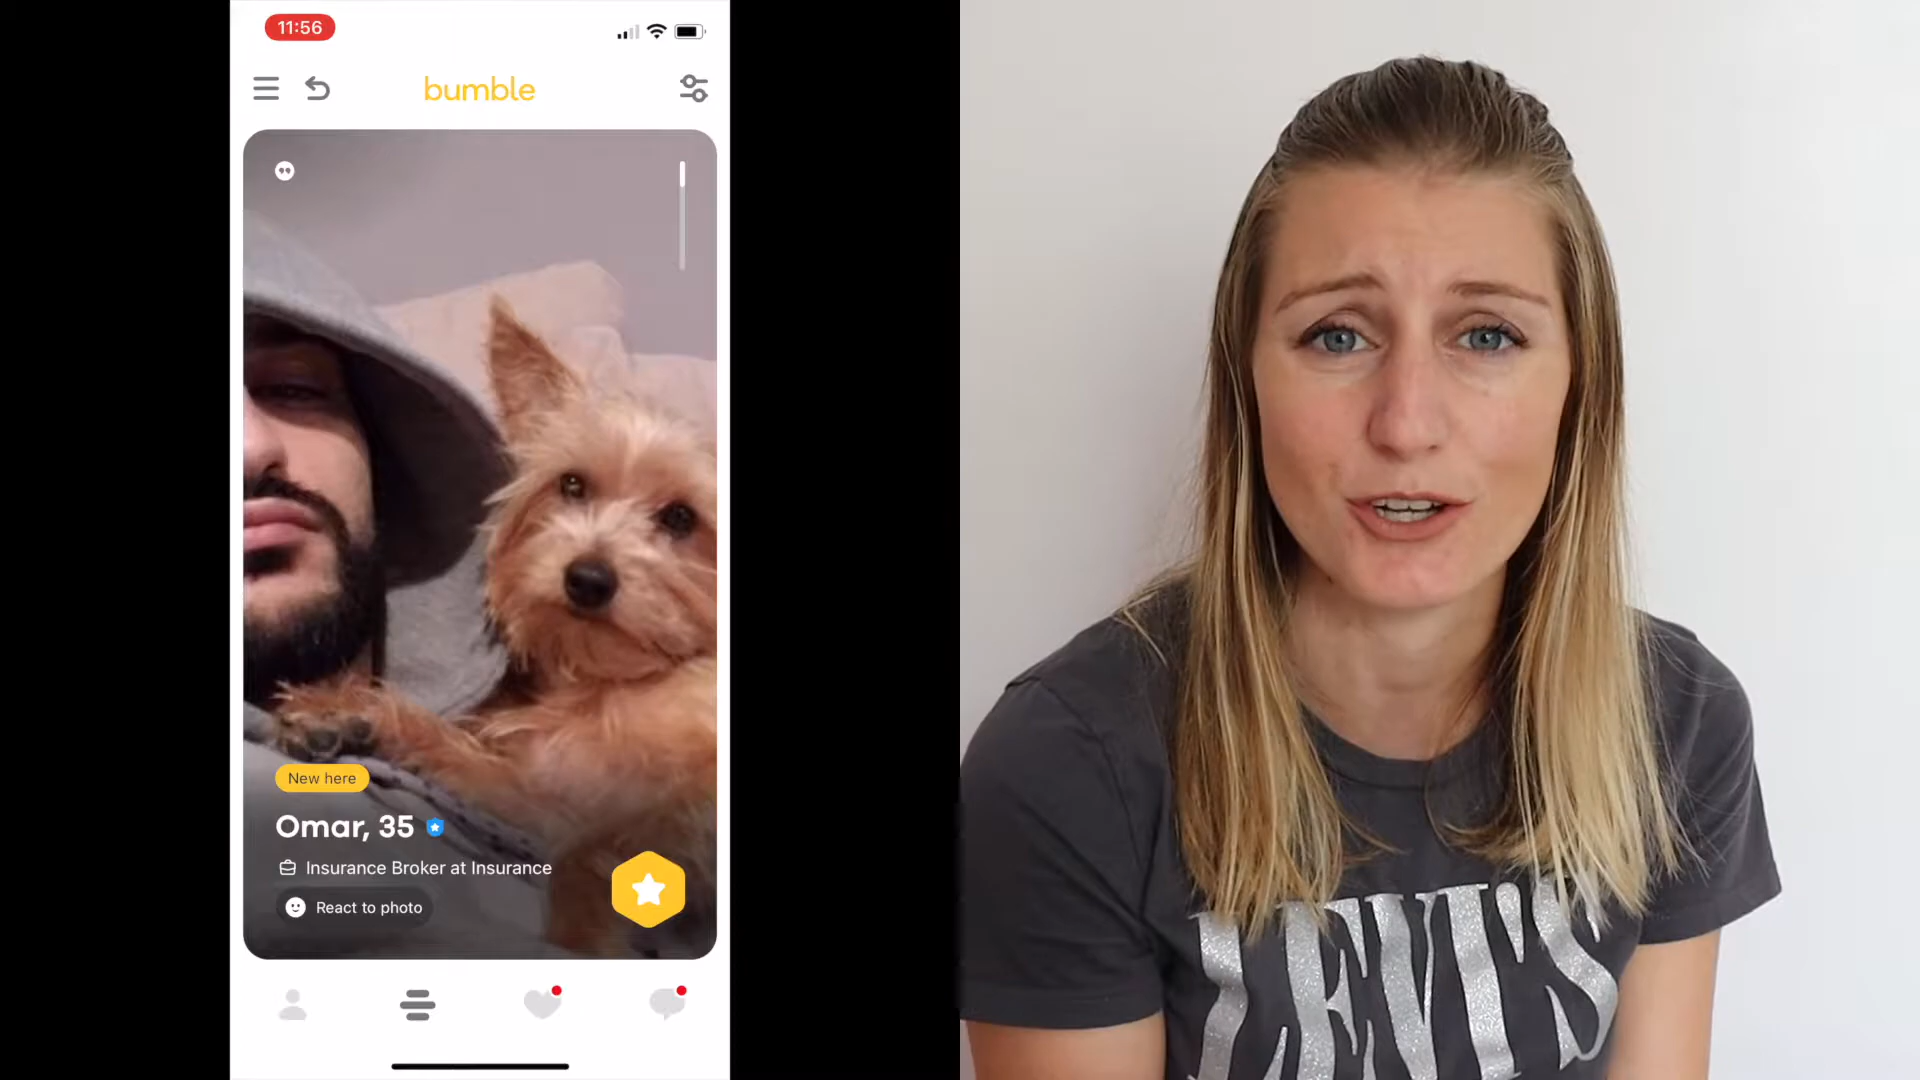 11:56
bumble
New here
Omar, 35
Insurance Broker at Insurance
React to photo
LEVI'S